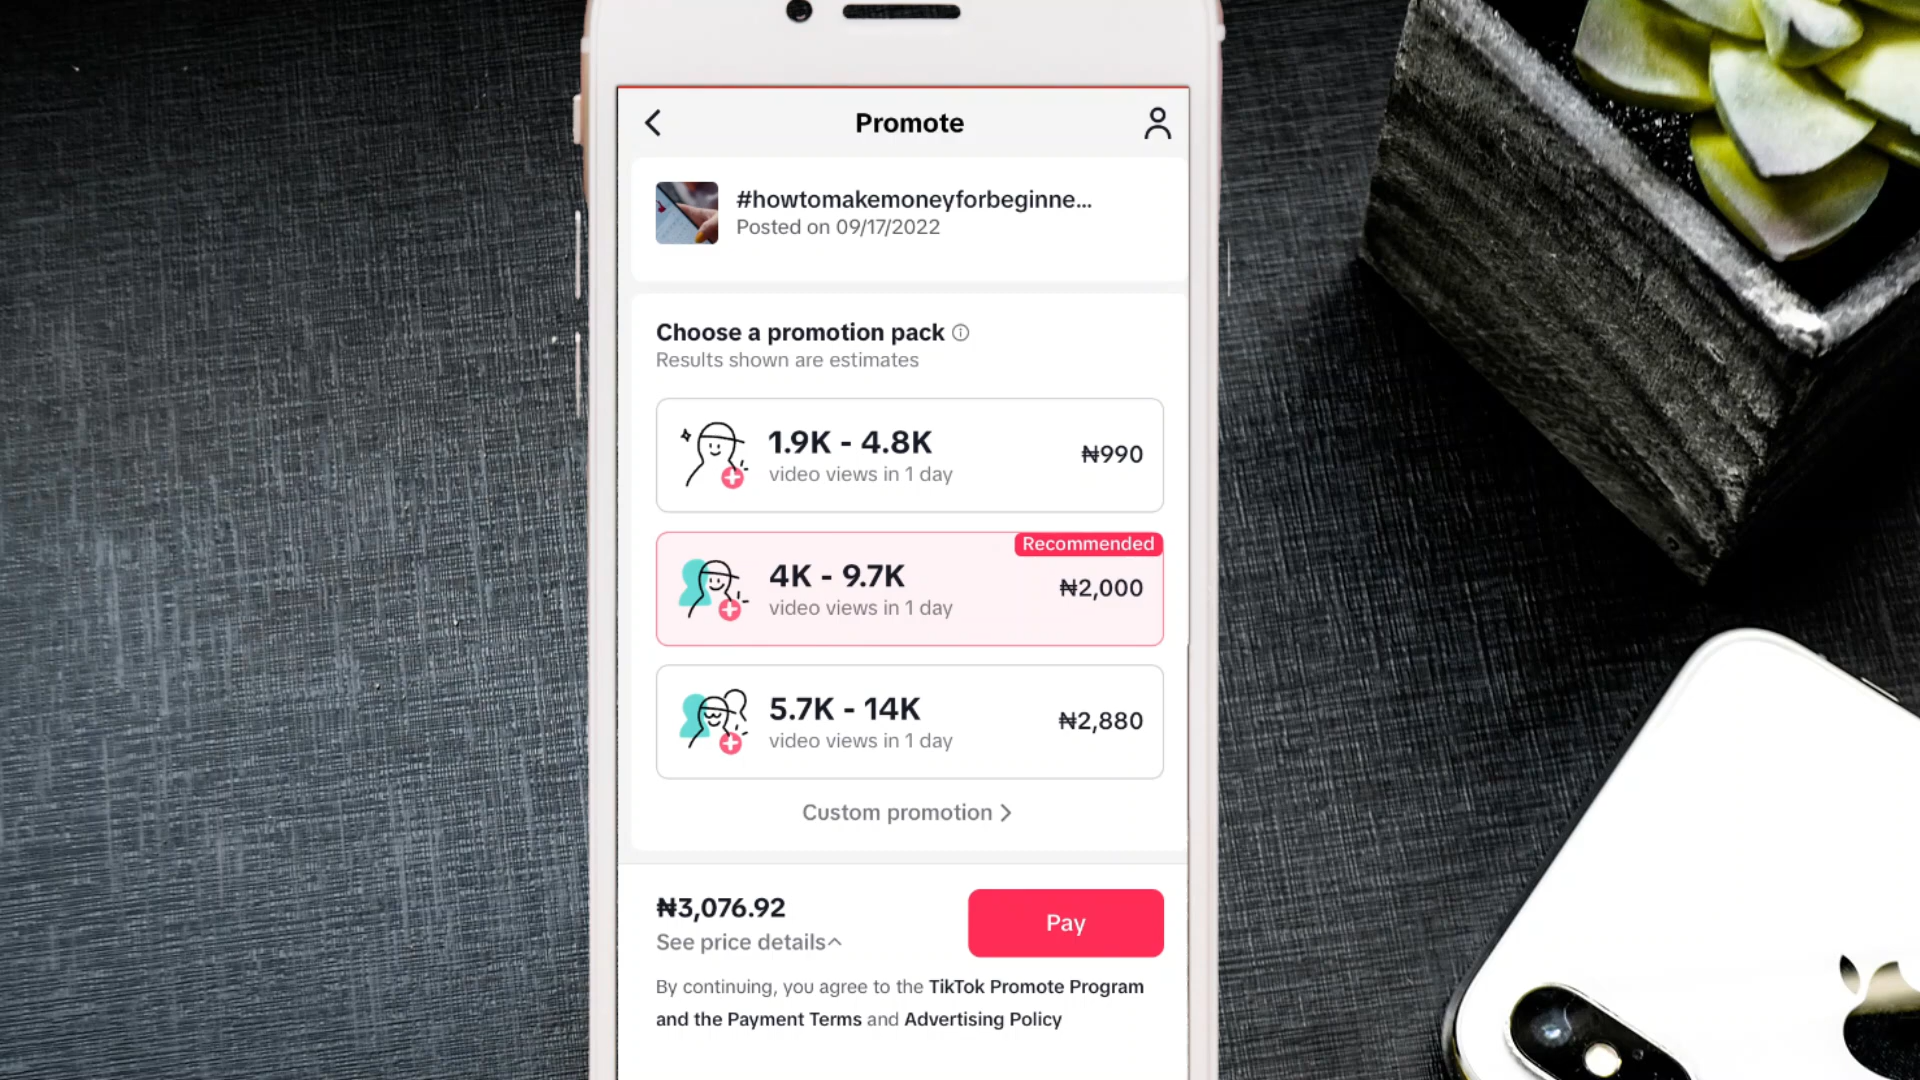 Promote
#howtomakemoneyforbeginne...
Posted on 09/17/2022
Choose a promotion pack
Results shown are estimates
1.9K - 4.8K
video views in 1 day
₦990
Recommended
4K - 9.7K
video views in 1 day
₦2,000
5.7K - 14K
video views in 1 day
₦2,880
Custom promotion
₦3,076.92
See price details
Pay
By continuing, you agree to the TikTok Promote Program
and the Payment Terms and Advertising Policy